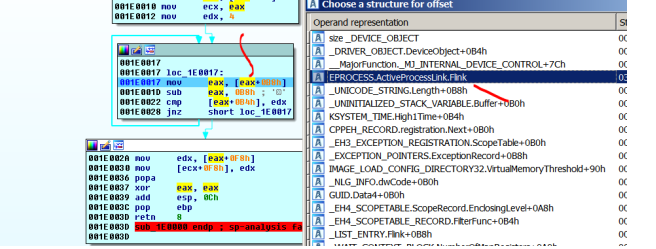 001E0010 mov ecx, eax
001E0012 mov edx, 4
001E0017
001E0017 loc_1E0017:
001E0017 mov eax, [eax+0B8h]
001E001D sub eax, 0B8h
001E0022 cmp [eax+0B4h], edx
001E0028 jnz short loc_1E0017
001E002A mov edx, [eax+0F8h]
001E0030 mov [ecx+0F8h], edx
001E0036 popa
001E0037 xor eax, eax
001E0039 add esp, 0Ch
001E003C pop ebp
001E003D retn 8
001E003D sub_1E0000 endp ; sp-analysis fa
001E003D
Choose a structure for offset
Operand representation
size _DEVICE_OBJECT
_DRIVER_OBJECT.DeviceObject+0B4h
__MajorFunction._MJ_INTERNAL_DEVICE_CONTROL+7Ch
EPROCESS.ActiveProcessLink.Flink
_UNICODE_STRING.Length+0B8h
_UNINITIALIZED_STACK_VARIABLE.Buffer+0B0h
KSYSTEM_TIME.High1Time+0B4h
CPPEH_RECORD.registration.Next+0B0h
_EH3_EXCEPTION_REGISTRATION.ScopeTable+0B0h
_EXCEPTION_POINTERS.ExceptionRecord+0B8h
IMAGE_LOAD_CONFIG_DIRECTORY32.VirtualMemoryThreshold+90h
_NLG_INFO.dwCode+0B0h
GUID.Data4+0B0h
_EH4_SCOPETABLE.ScopeRecord.EnclosingLevel+0A8h
_EH4_SCOPETABLE_RECORD.FilterFunc+0B4h
_LIST_ENTRY.Flink+0B8h